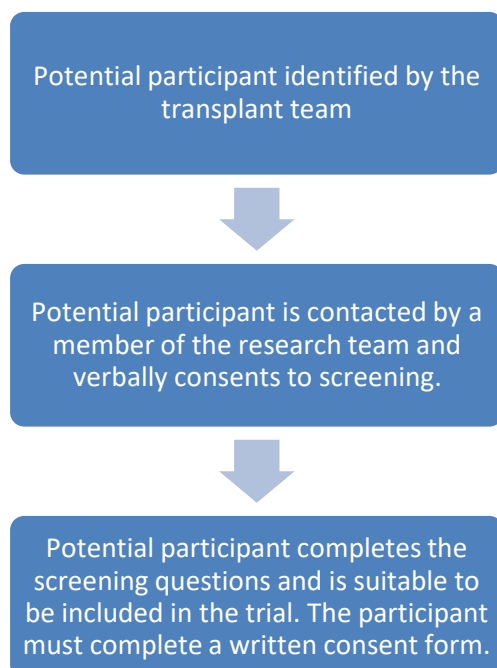 Potential participant identified by the
transplant team
Potential participant is contacted by a
member of the research team and
verbally consents to screening.
Potential participant completes the
screening questions and is suitable to
be included in the trial. The participant
must complete a written consent form.